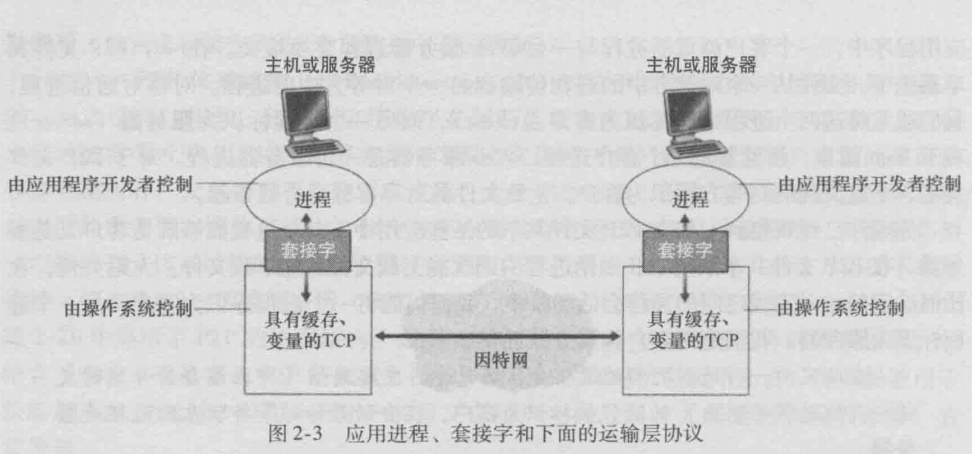 主机或服务器
主机或服务器
由应用程序开发者控制
进程
进程
由应用程序开发者控制
套接字
套接字
由操作系统控制
具有缓存、
变量的TCP
因特网
具有缓存、
变量的TCP
由操作系统控制
图2-3 应用进程、套接字和下面的运输层协议